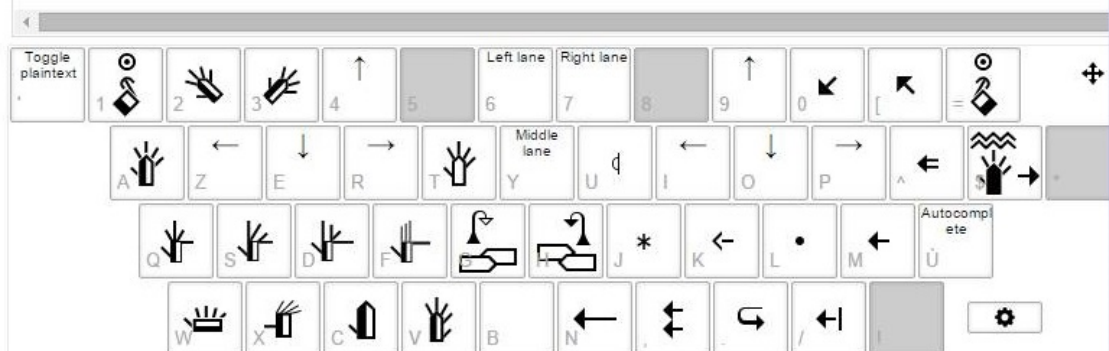 Toggle plaintext ' 1 2 3 4 5 Left lane 6 Right lane 7 8 9 0 [ =
A Z E R T Middle lane Y U I O P ^ $ *
Q S D F G H J K L M Autocomplete Ù
W X C V B N , . / !